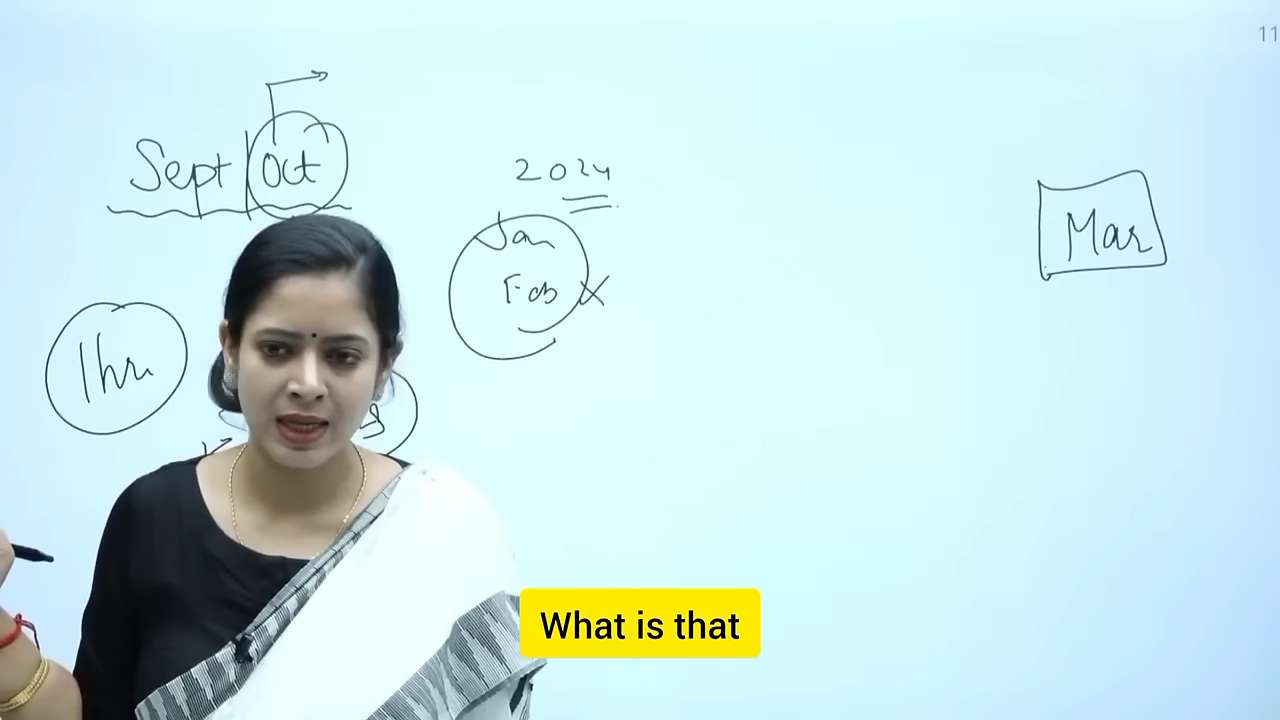 11
Sept | Oct
2024
Jan
Feb X
Mar
1hr
What is that